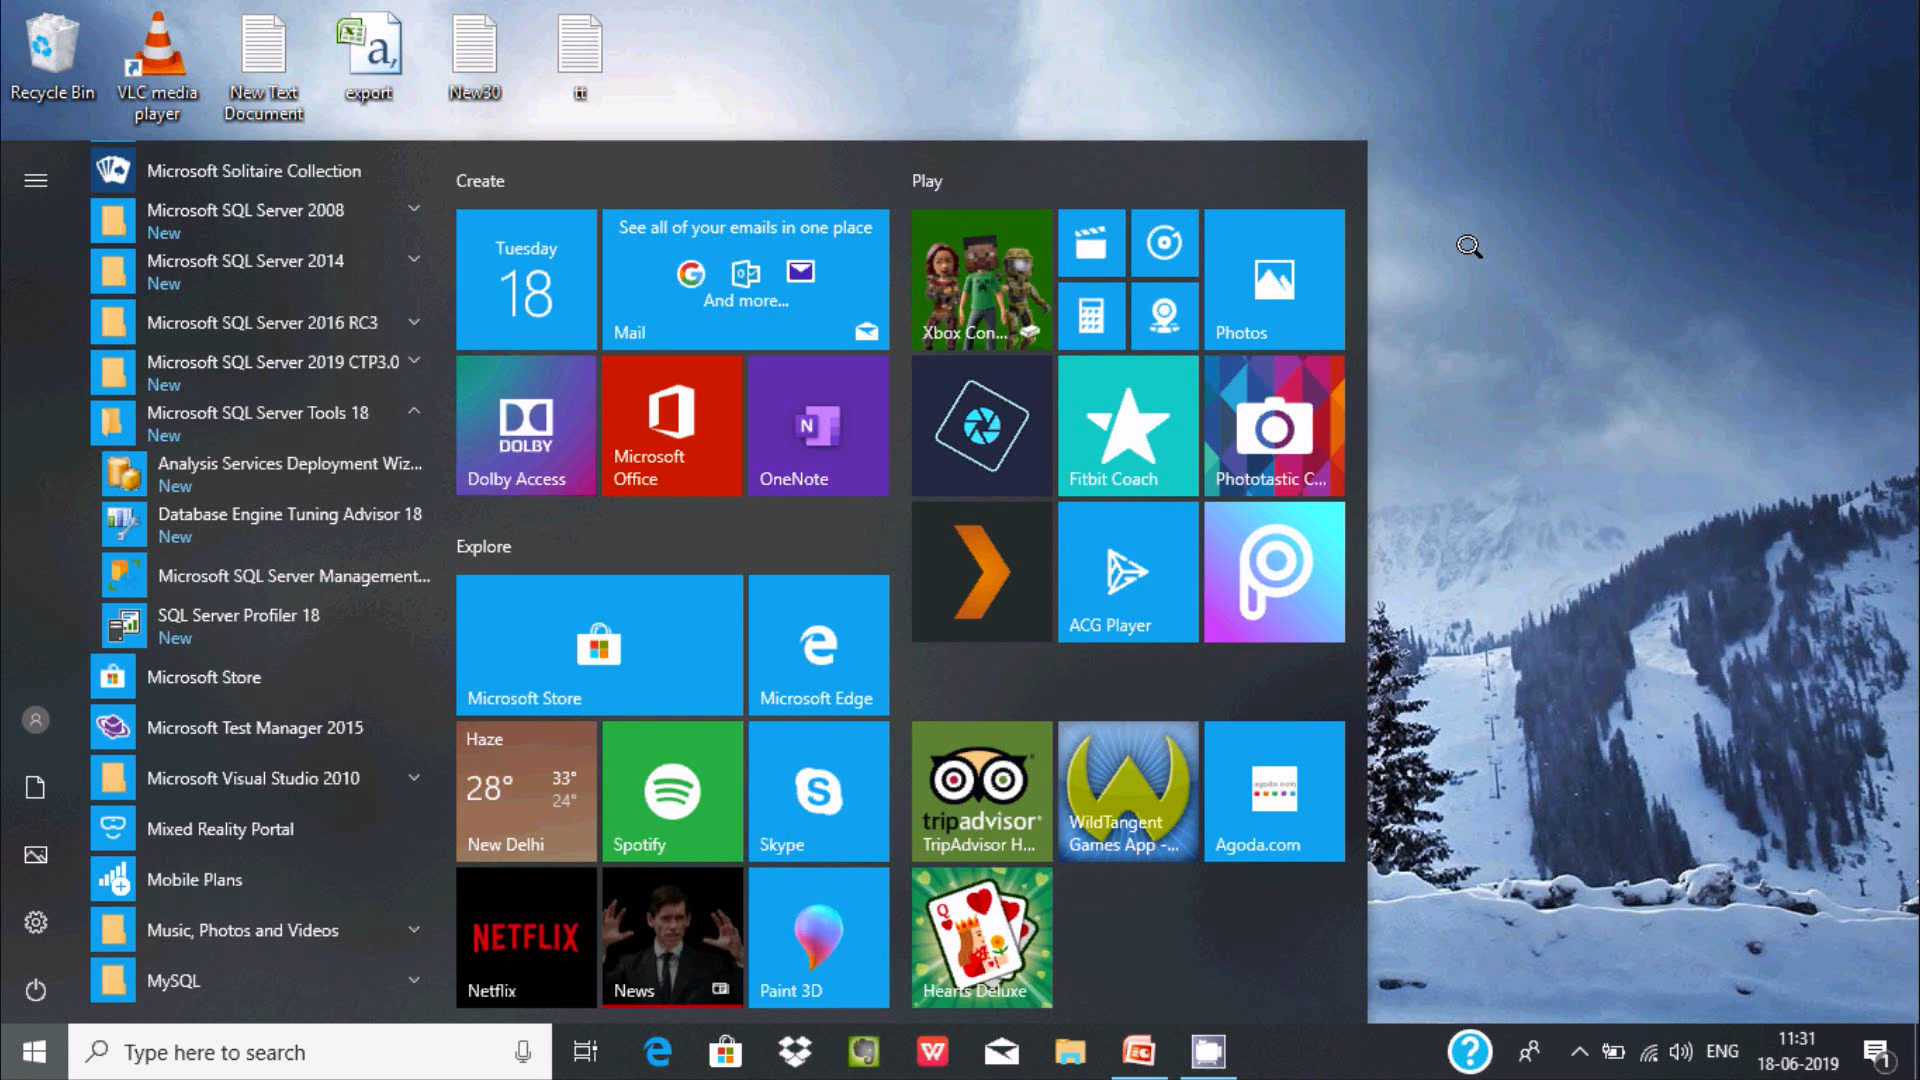 Recycle Bin
VLC media
player
New Text
Document
export
a,
New30
tt
Microsoft Solitaire Collection
Microsoft SQL Server 2008
New
Microsoft SQL Server 2014
New
Microsoft SQL Server 2016 RC3
Microsoft SQL Server 2019 CTP3.0
New
Microsoft SQL Server Tools 18
New
Analysis Services Deployment Wiz...
New
Database Engine Tuning Advisor 18
New
Microsoft SQL Server Management...
SQL Server Profiler 18
New
Microsoft Store
Microsoft Test Manager 2015
Microsoft Visual Studio 2010
Mixed Reality Portal
Mobile Plans
Music, Photos and Videos
MySQL
Create
Tuesday
18
See all of your emails in one place
And more...
Mail
DOLBY
Dolby Access
Microsoft
Office
N
OneNote
Explore
Microsoft Store
Microsoft Edge
Haze
28°
33°
24°
New Delhi
Spotify
Skype
NETFLIX
Netflix
News
Paint 3D
Play
Xbox Con...
Photos
Fitbit Coach
Phototastic C...
ACG Player
tripadvisor
TripAdvisor H...
WildTangent
Games App -...
Agoda.com
Q
Hearts Deluxe
Type here to search
ENG
11:31
18-06-2019
1